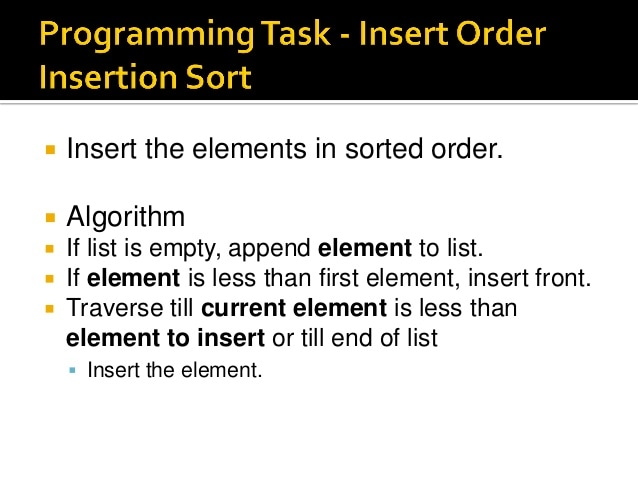 Programming Task - Insert Order
Insertion Sort
Insert the elements in sorted order.
Algorithm
If list is empty, append element to list.
If element is less than first element, insert front.
Traverse till current element is less than
element to insert or till end of list
Insert the element.